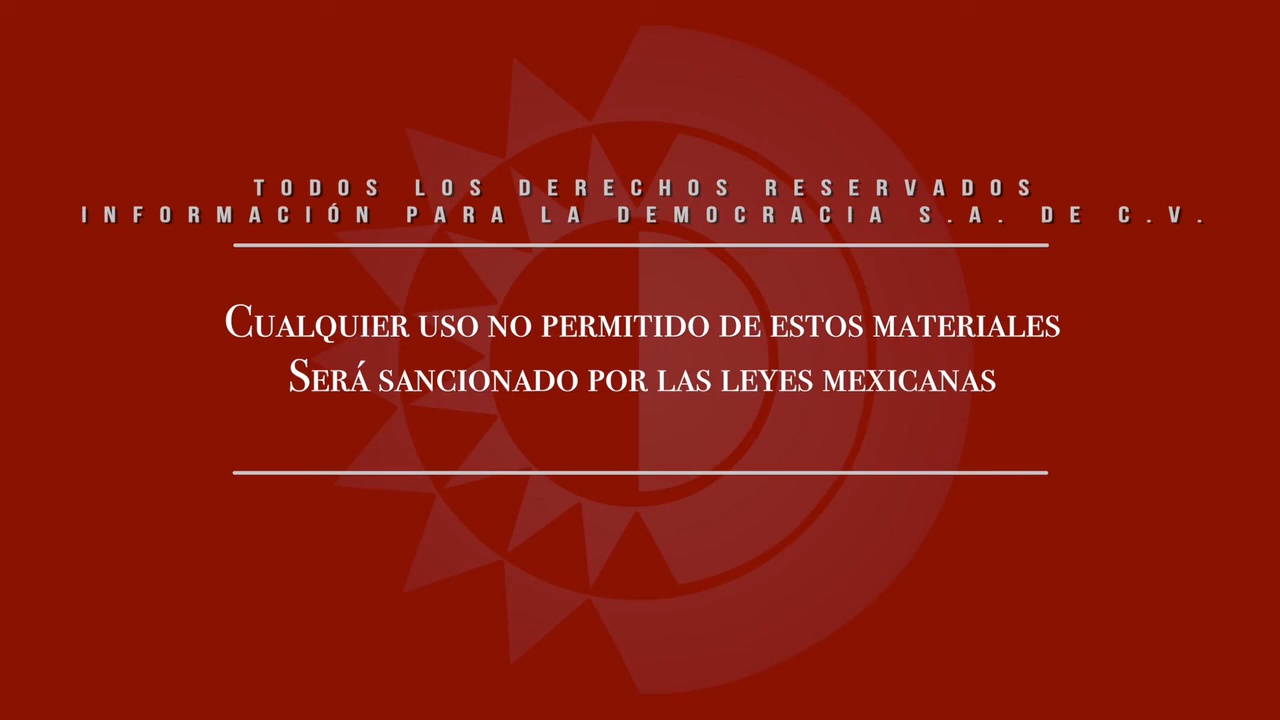 TODOS LOS DERECHOS RESERVADOS
INFORMACIÓN PARA LA DEMOCRACIA S.A. DE C.V.
Cualquier uso no permitido de estos materiales
Será sancionado por las leyes mexicanas